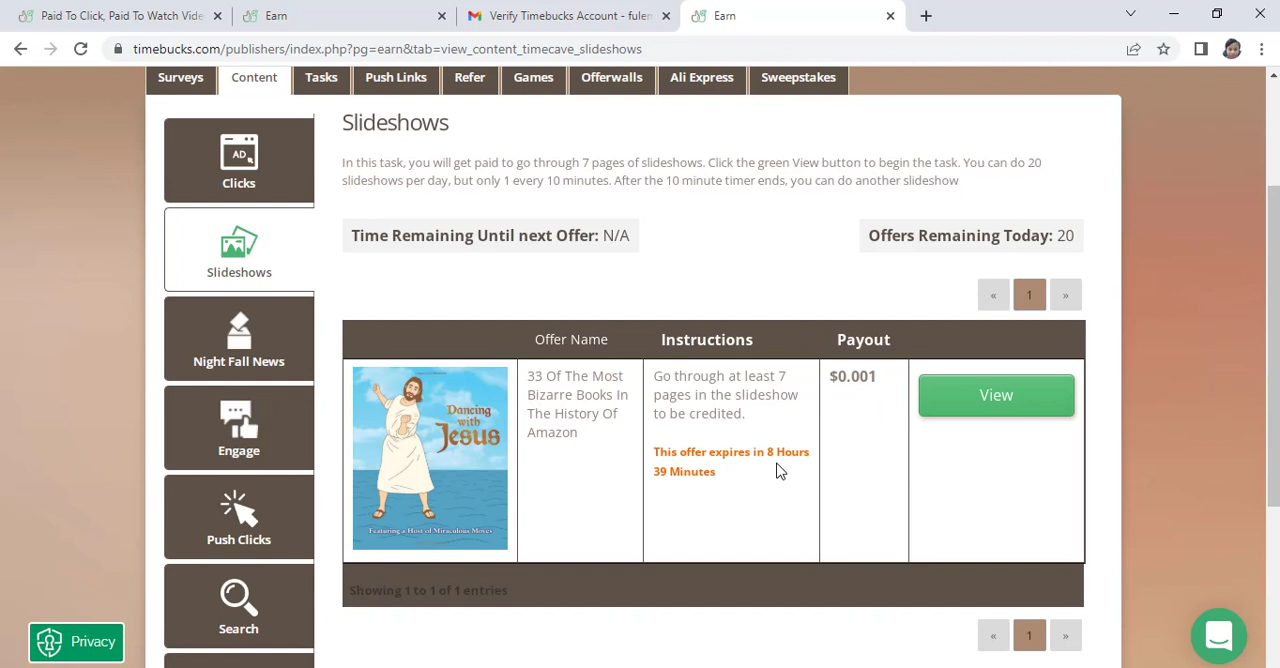 Paid To Click, Paid To Watch Vide
Earn
Verify Timebucks Account - fulem
Earn
timebucks.com/publishers/index.php?pg=earn&tab=view_content_timecave_slideshows
Surveys
Content
Tasks
Push Links
Refer
Games
Offerwalls
Ali Express
Sweepstakes
AD
Clicks
Slideshows
Night Fall News
Engage
Push Clicks
Search
Slideshows
In this task, you will get paid to go through 7 pages of slideshows. Click the green View button to begin the task. You can do 20
slideshows per day, but only 1 every 10 minutes. After the 10 minute timer ends, you can do another slideshow
Time Remaining Until next Offer: N/A
Offers Remaining Today: 20
« 1 »
Offer Name
Instructions
Payout
Dancing
with
Jesus
Featuring a Host of Miraculous Moves
33 Of The Most
Bizarre Books In
The History Of
Amazon
Go through at least 7
pages in the slideshow
to be credited.
This offer expires in 8 Hours
39 Minutes
$0.001
View
Showing 1 to 1 of 1 entries
« 1 »
Privacy